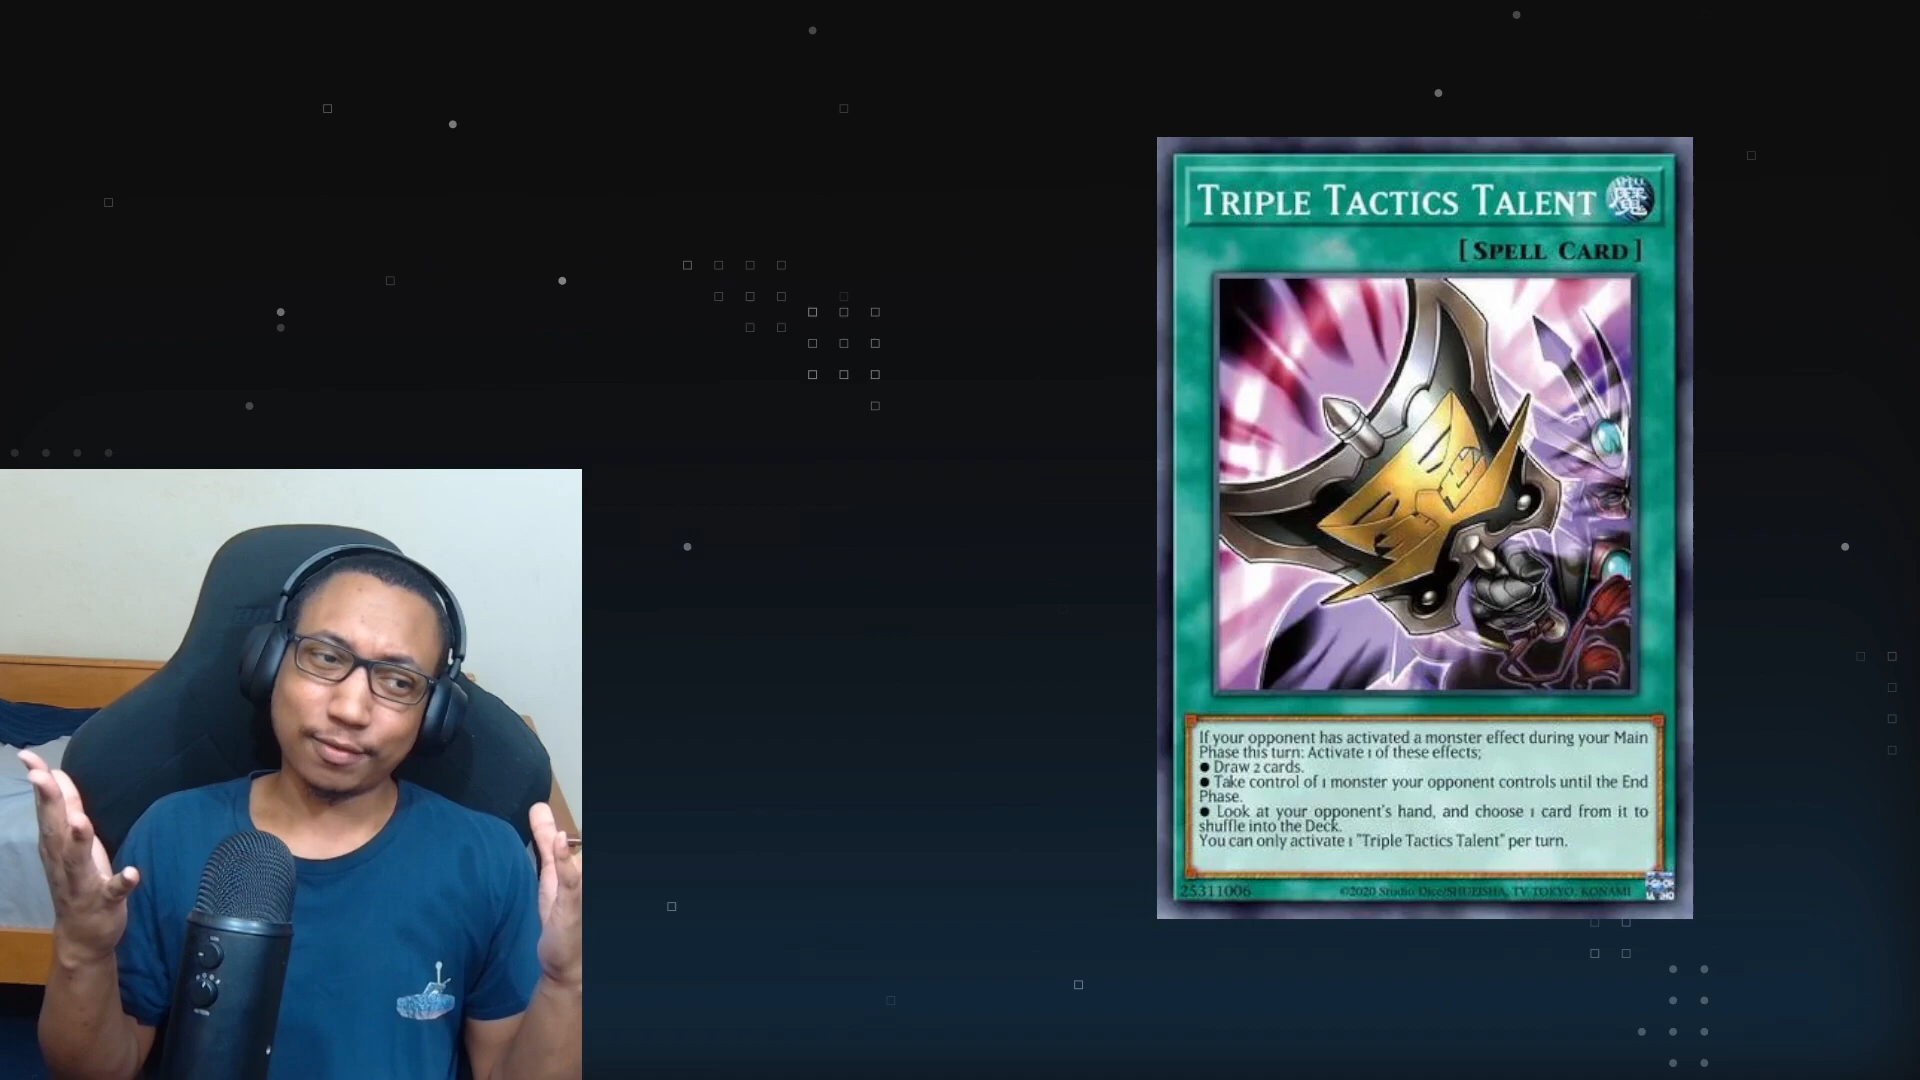 TRIPLE TACTICS TALENT 魔
[SPELL CARD]
If your opponent has activated a monster effect during your Main
Phase this turn: Activate 1 of these effects;
● Draw 2 cards.
● Take control of 1 monster your opponent controls until the End
Phase.
● Look at your opponent's hand, and choose 1 card from it to
shuffle into the Deck.
You can only activate 1 "Triple Tactics Talent" per turn.
25311006 ©2020 Studio Dice/SHUEISHA, TV TOKYO, KONAMI